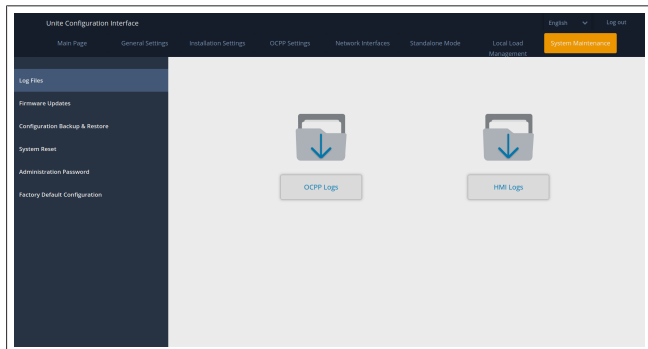 Unite Configuration Interface
English
Log out
Main Page
General Settings
Installation Settings
OCPP Settings
Network Interfaces
Standalone Mode
Local Load
Management
System Maintenance
Log Files
Firmware Updates
Configuration Backup & Restore
System Reset
Administration Password
Factory Default Configuration
OCPP Logs
HMI Logs